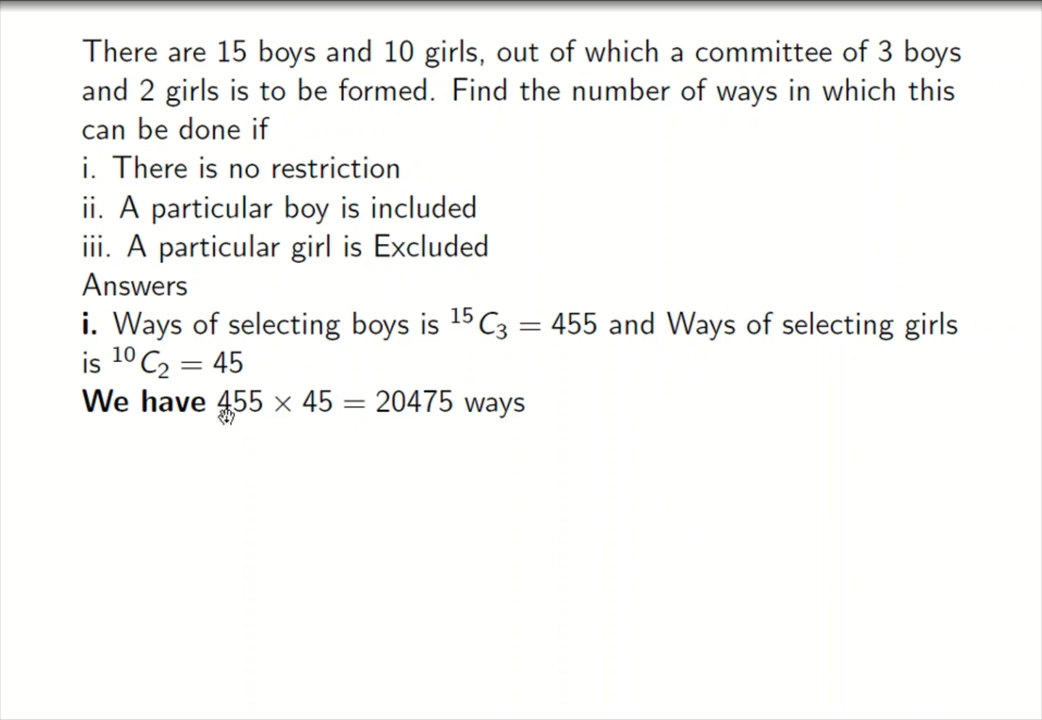 There are 15 boys and 10 girls, out of which a committee of 3 boys
and 2 girls is to be formed. Find the number of ways in which this
can be done if
i. There is no restriction
ii. A particular boy is included
iii. A particular girl is Excluded
Answers
i. Ways of selecting boys is ¹⁵C₃ = 455 and Ways of selecting girls
is ¹⁰C₂ = 45
We have 455 × 45 = 20475 ways